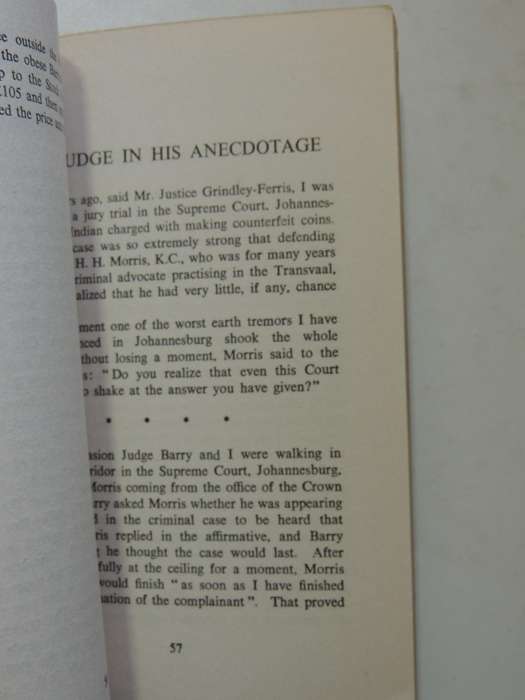 e outside the
the obese
p to the
£105 and then
ed the price
UDGE IN HIS ANECDOTAGE
rs ago, said Mr. Justice Grindley-Ferris, I was
a jury trial in the Supreme Court, Johannes-
Indian charged with making counterfeit coins.
case was so extremely strong that defending
H. H. Morris, K.C., who was for many years
riminal advocate practising in the Transvaal,
alized that he had very little, if any, chance
ment one of the worst earth tremors I have
nced in Johannesburg shook the whole
thout losing a moment, Morris said to the
s: "Do you realize that even this Court
o shake at the answer you have given?"
* * * *
asion Judge Barry and I were walking in
ridor in the Supreme Court, Johannesburg,
Morris coming from the office of the Crown
rry asked Morris whether he was appearing
d in the criminal case to be heard that
ris replied in the affirmative, and Barry
t he thought the case would last. After
fully at the ceiling for a moment, Morris
would finish "as soon as I have finished
nation of the complainant". That proved
57